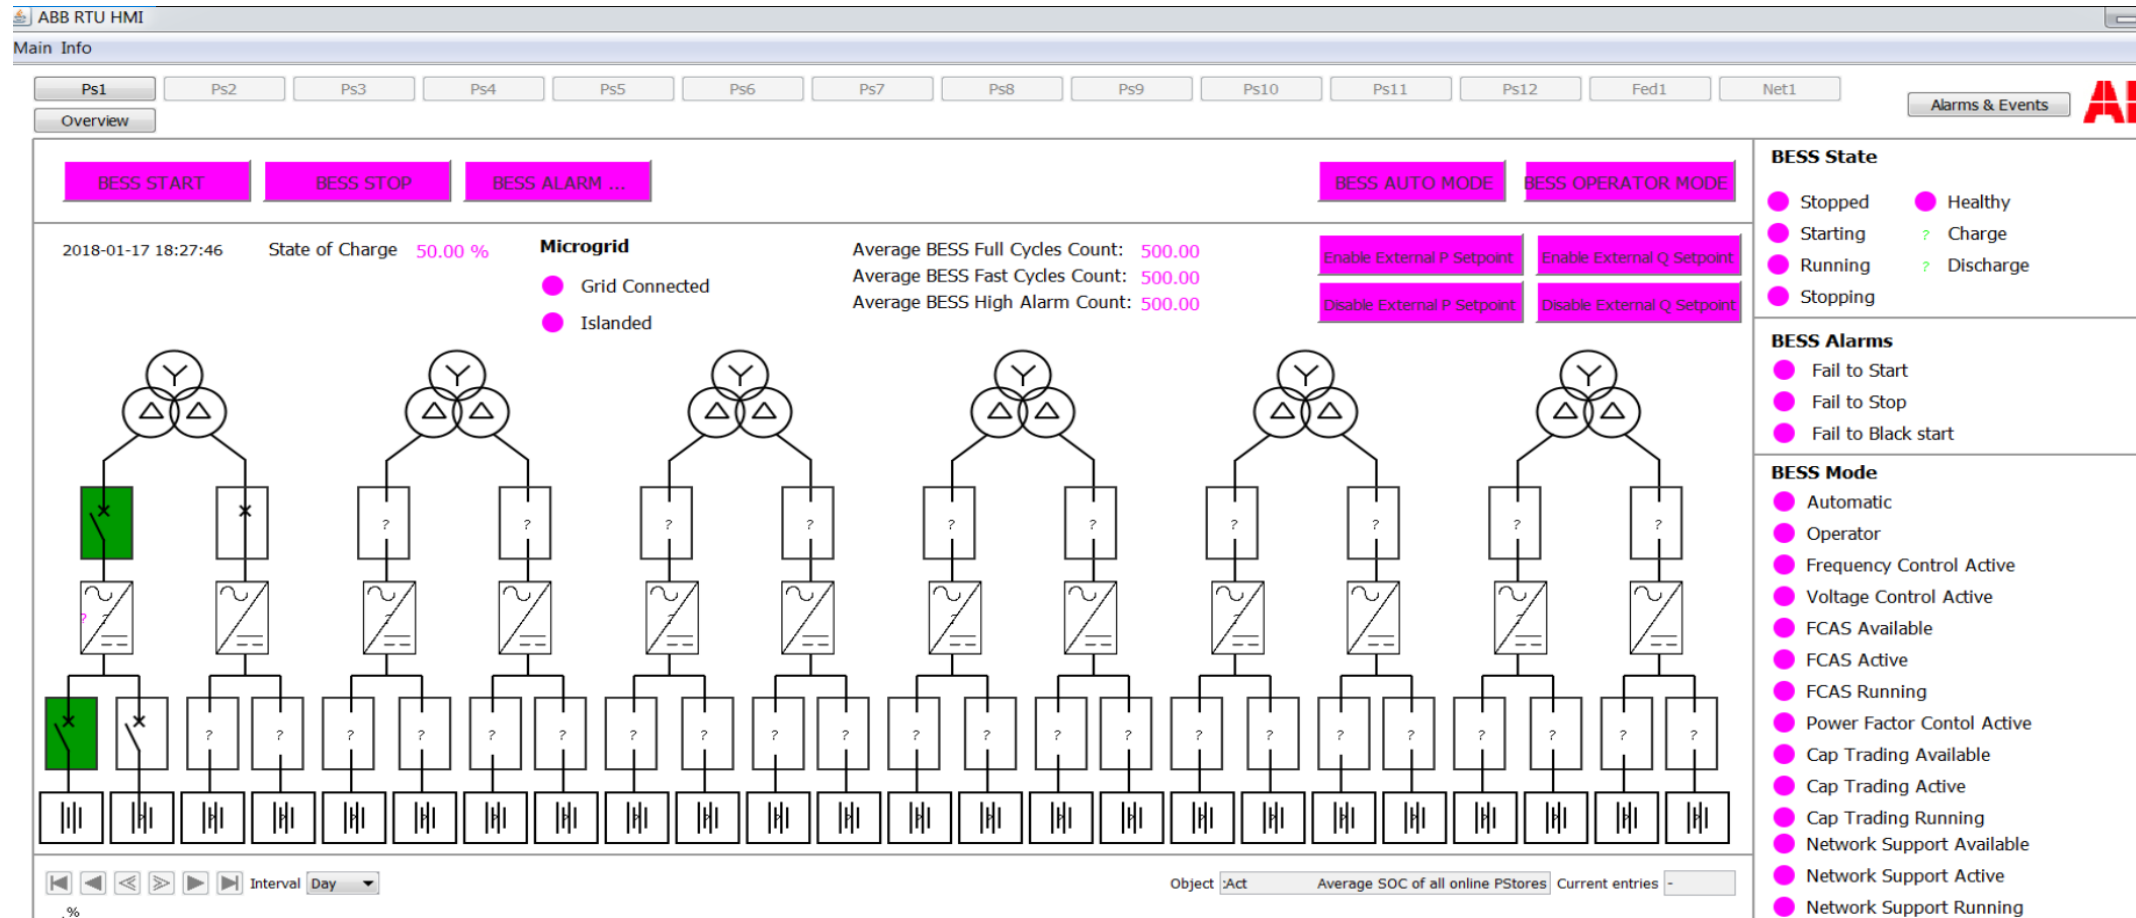 ABB RTU HMI
Main Info
Ps1 Ps2 Ps3 Ps4 Ps5 Ps6 Ps7 Ps8 Ps9 Ps10 Ps11 Ps12 Fed1 Net1
Overview
Alarms & Events
BESS START BESS STOP BESS ALARM ... BESS AUTO MODE BESS OPERATOR MODE
2018-01-17 18:27:46 State of Charge 50.00 %
Microgrid
Grid Connected
Islanded
Average BESS Full Cycles Count: 500.00
Average BESS Fast Cycles Count: 500.00
Average BESS High Alarm Count: 500.00
Enable External P Setpoint Enable External Q Setpoint
Disable External P Setpoint Disable External Q Setpoint
? ? ? ? ? ? ? ? ? ?
?
? ? ? ? ? ? ? ? ? ? ? ? ? ? ? ? ? ? ? ? ? ?
Interval Day
Object :Act Average SOC of all online PStores Current entries -
.%
BESS State
Stopped Healthy
Starting ? Charge
Running ? Discharge
Stopping
BESS Alarms
Fail to Start
Fail to Stop
Fail to Black start
BESS Mode
Automatic
Operator
Frequency Control Active
Voltage Control Active
FCAS Available
FCAS Active
FCAS Running
Power Factor Contol Active
Cap Trading Available
Cap Trading Active
Cap Trading Running
Network Support Available
Network Support Active
Network Support Running